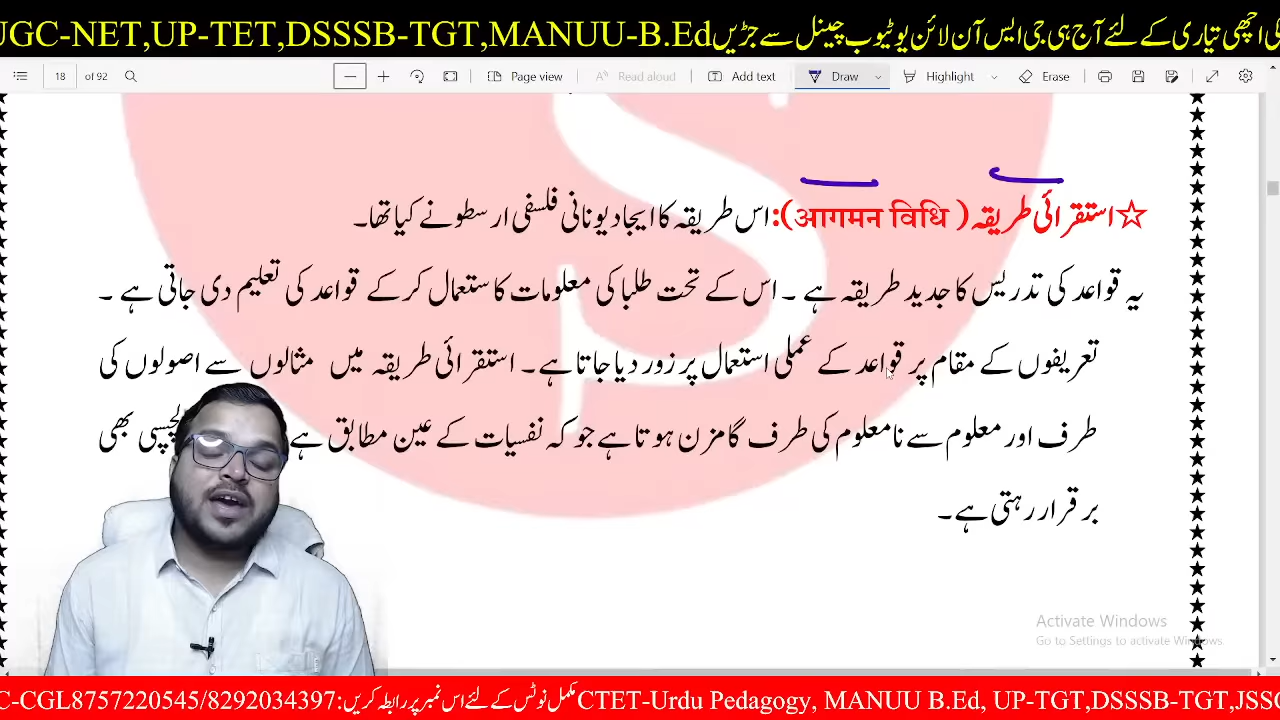 UGC-NET,UP-TET,DSSSB-TGT,MANUU-B.Ed کی اچھی تیاری کے لئے آج ہی جی ایس آن لائن یوٹیوب چینل سے جڑیں
18 of 92 Page view Read aloud Add text Draw Highlight Erase
☆استقرائی طریقہ (आगमन विधि): اس طریقہ کا ایجاد یونانی فلسفی ارسطو نے کیا تھا۔
یہ قواعد کی تدریس کا جدید طریقہ ہے ۔ اس کے تحت طلبا کی معلومات کا ستعمال کر کے قواعد کی تعلیم دی جاتی ہے ۔
تعریفوں کے مقام پر قواعد کے عملی استعمال پر زور دیا جاتا ہے۔ استقرائی طریقہ میں مثالوں سے اصولوں کی
طرف اور معلوم سے نامعلوم کی طرف گامزن ہوتا ہے جو کہ نفسیات کے عین مطابق ہے بھی
برقرار رہتی ہے۔
Activate Windows
Go to Settings to activate Windows.
C-CGL8757220545/8292034397:مکمل نوٹس کے لئے اس نمبر پر رابطہ کریں CTET-Urdu Pedagogy, MANUU B.Ed, UP-TGT,DSSSB-TGT,JSSC